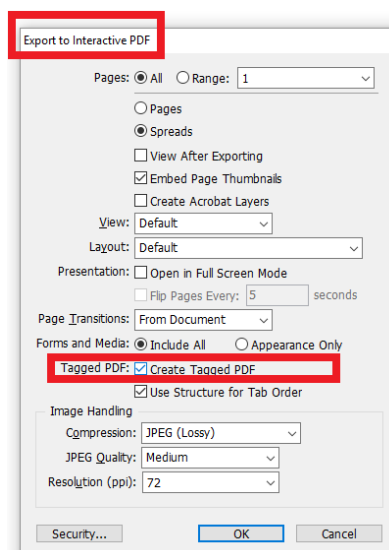 Export to Interactive PDF
Pages: All Range: 1
Pages
Spreads
View After Exporting
Embed Page Thumbnails
Create Acrobat Layers
View: Default
Layout: Default
Presentation: Open in Full Screen Mode
Flip Pages Every: 5 seconds
Page Transitions: From Document
Forms and Media: Include All Appearance Only
Tagged PDF: Create Tagged PDF
Use Structure for Tab Order
Image Handling
Compression: JPEG (Lossy)
JPEG Quality: Medium
Resolution (ppi): 72
Security... OK Cancel